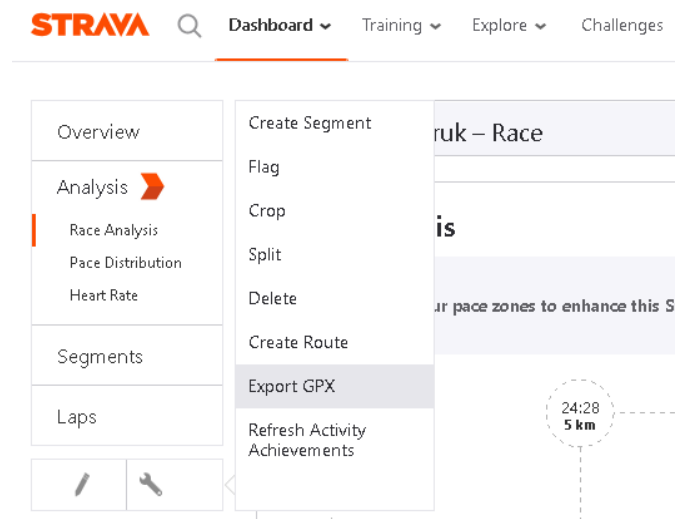 STRAVA Dashboard Training Explore Challenges
Overview
Analysis
Race Analysis
Pace Distribution
Heart Rate
Segments
Laps
Create Segment
Flag
Crop
Split
Delete
Create Route
Export GPX
Refresh Activity
Achievements
ruk – Race
is
ur pace zones to enhance this S
24:28
5 km